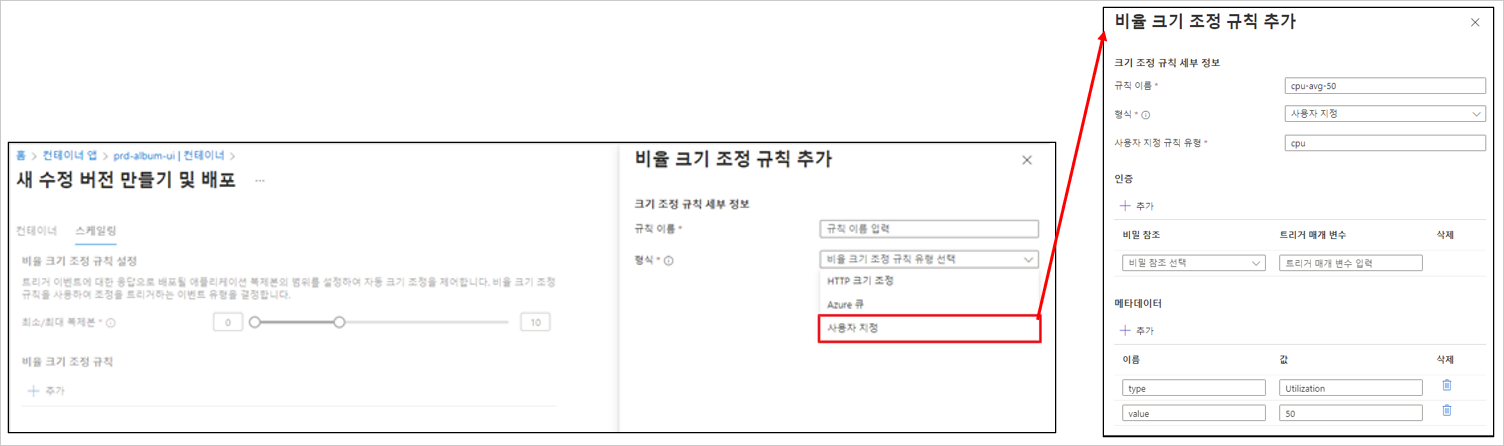 홈 > 컨테이너 앱 > prd-album-ui | 컨테이너 >
새 수정 버전 만들기 및 배포 ...
컨테이너 스케일링
비율 크기 조정 규칙 설정
트리거 이벤트에 대한 응답으로 배포될 애플리케이션 복제본의 범위를 설정하여 자동 크기 조정을 제어합니다. 비율 크기 조정
규칙을 사용하여 조정을 트리거하는 이벤트 유형을 결정합니다.
최소/최대 복제본 * 0 10
비율 크기 조정 규칙
+ 추가
비율 크기 조정 규칙 추가
크기 조정 규칙 세부 정보
규칙 이름 * 규칙 이름 입력
형식 * 비율 크기 조정 규칙 유형 선택
HTTP 크기 조정
Azure 큐
사용자 지정
비율 크기 조정 규칙 추가
크기 조정 규칙 세부 정보
규칙 이름 * cpu-avg-50
형식 * 사용자 지정
사용자 지정 규칙 유형 * cpu
인증
+ 추가
비밀 참조 트리거 매개 변수 삭제
비밀 참조 선택 트리거 매개 변수 입력
메타데이터
+ 추가
이름 값 삭제
type Utilization
value 50